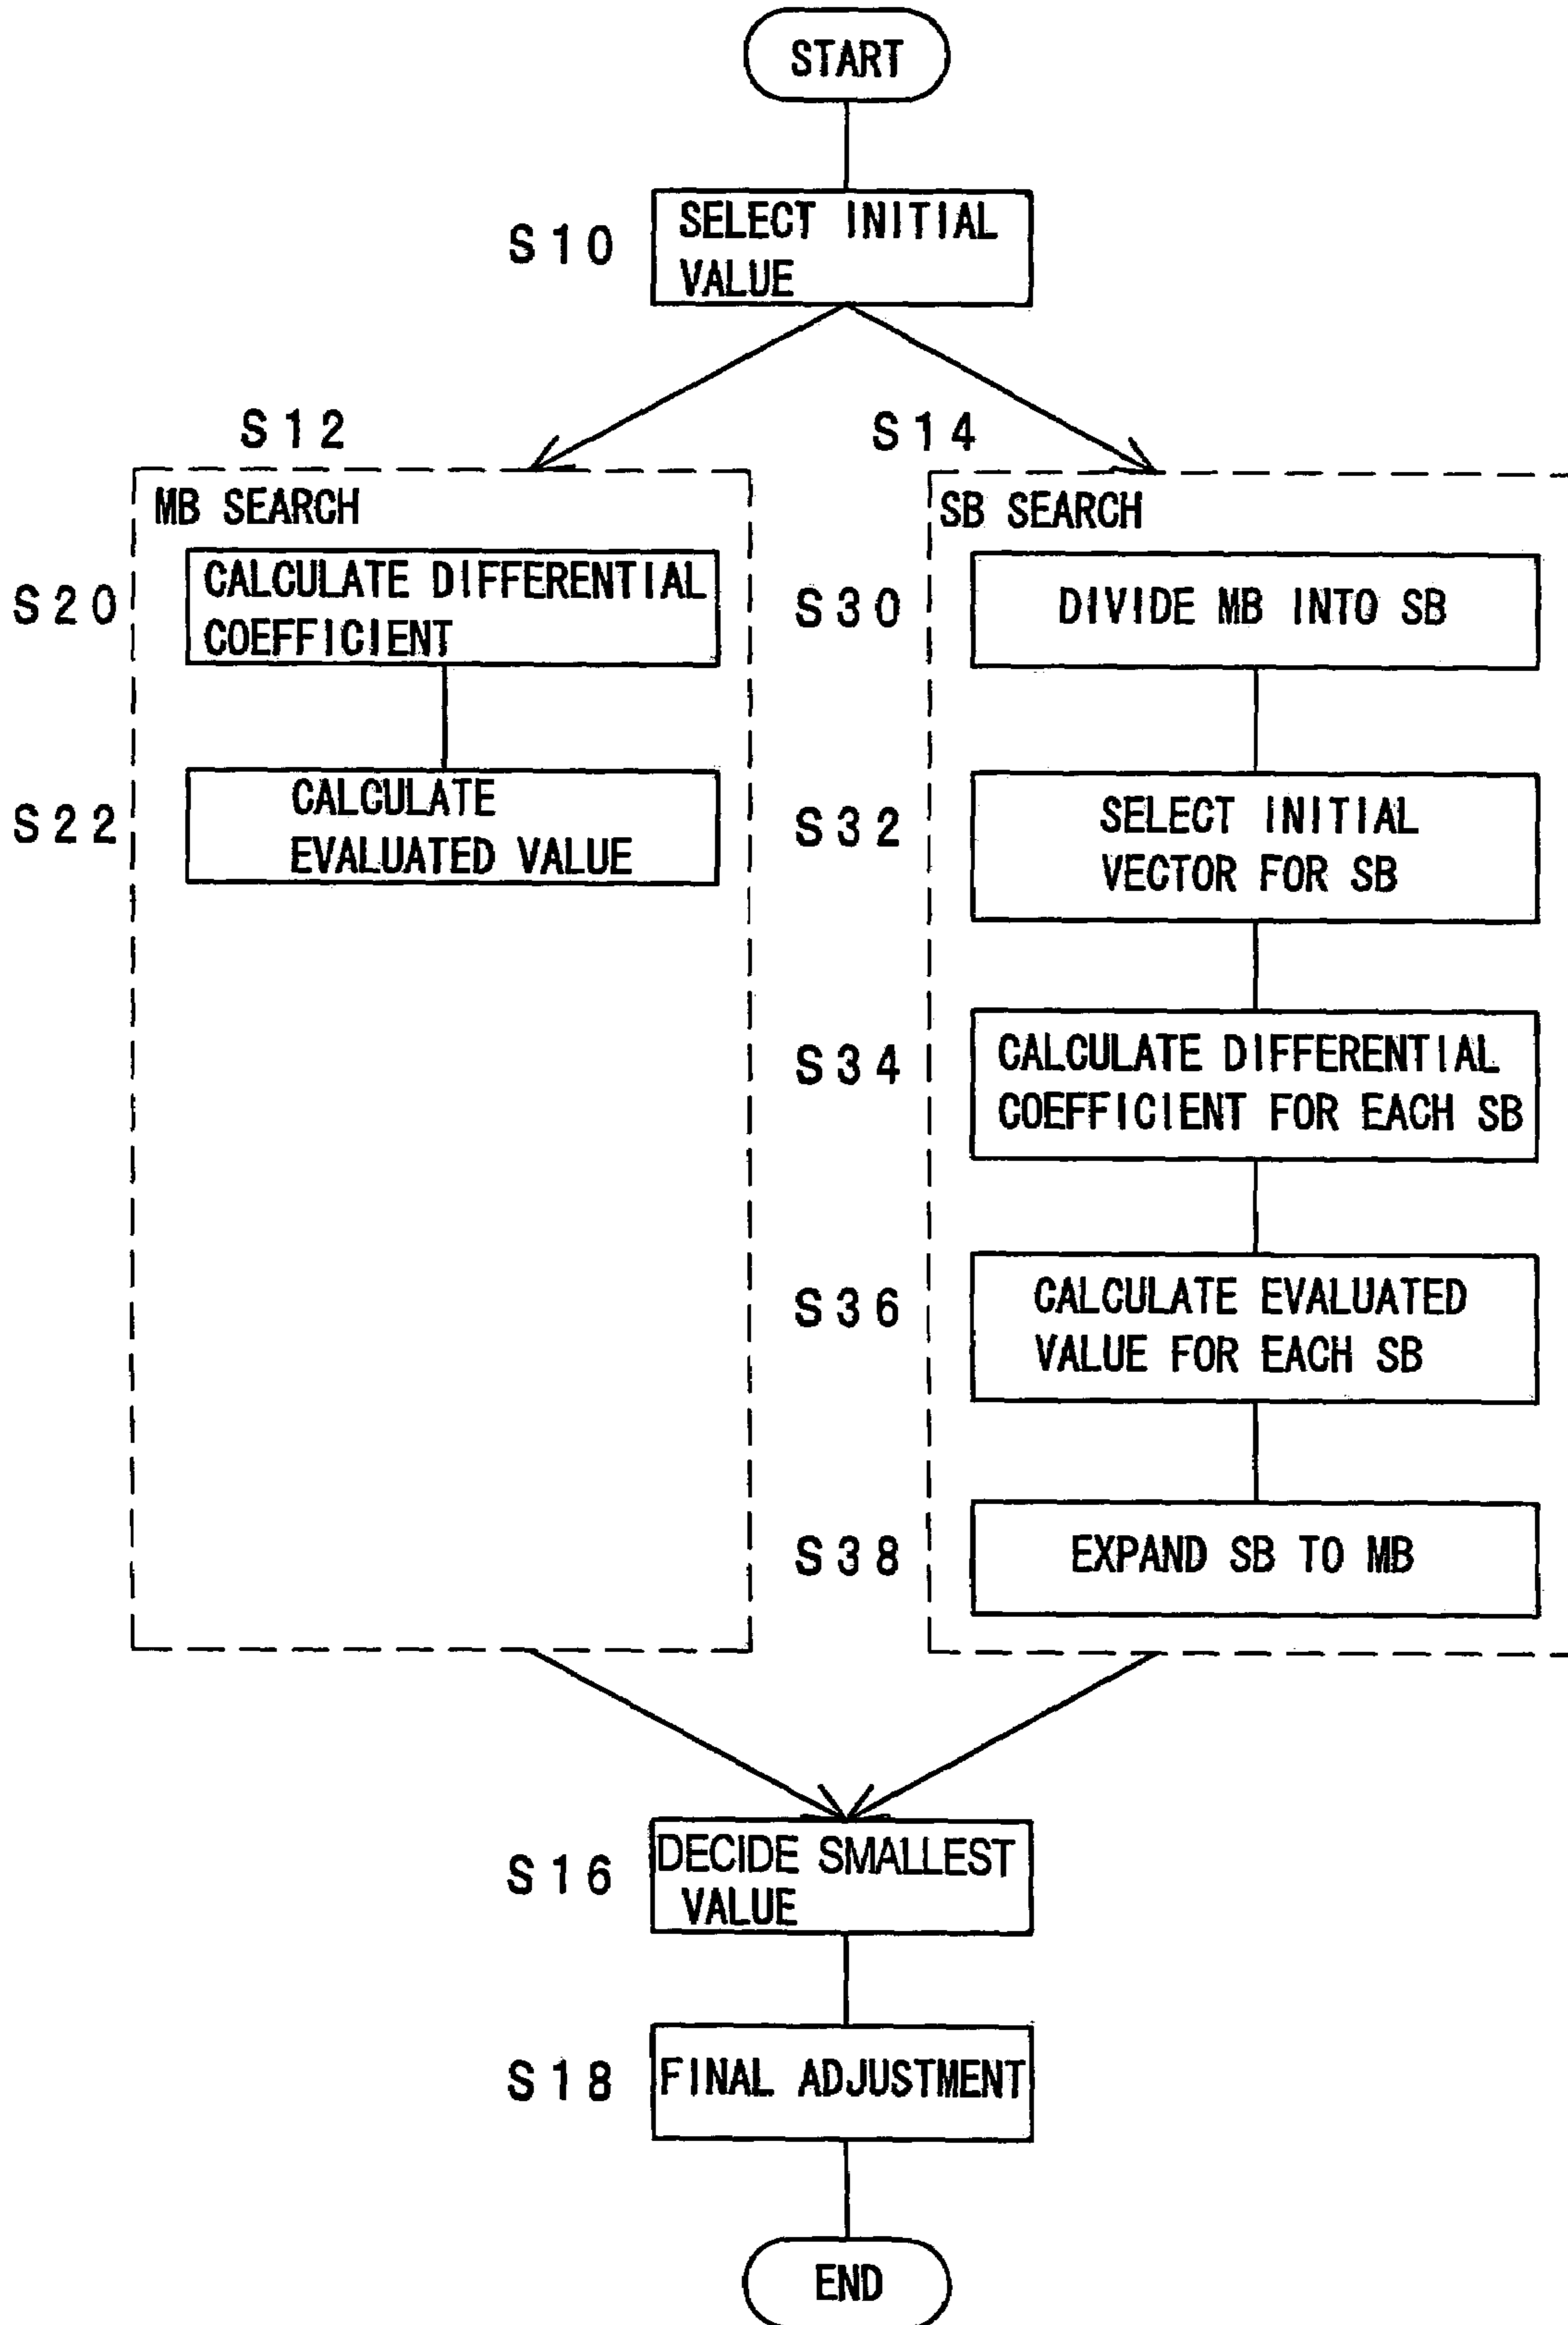 START
S10
SELECT INITIAL
VALUE
S12
MB SEARCH
S20
CALCULATE DIFFERENTIAL
COEFFICIENT
S22
CALCULATE
EVALUATED VALUE
S14
SB SEARCH
S30
DIVIDE MB INTO SB
S32
SELECT INITIAL
VECTOR FOR SB
S34
CALCULATE DIFFERENTIAL
COEFFICIENT FOR EACH SB
S36
CALCULATE EVALUATED
VALUE FOR EACH SB
S38
EXPAND SB TO MB
S16
DECIDE SMALLEST
VALUE
S18
FINAL ADJUSTMENT
END